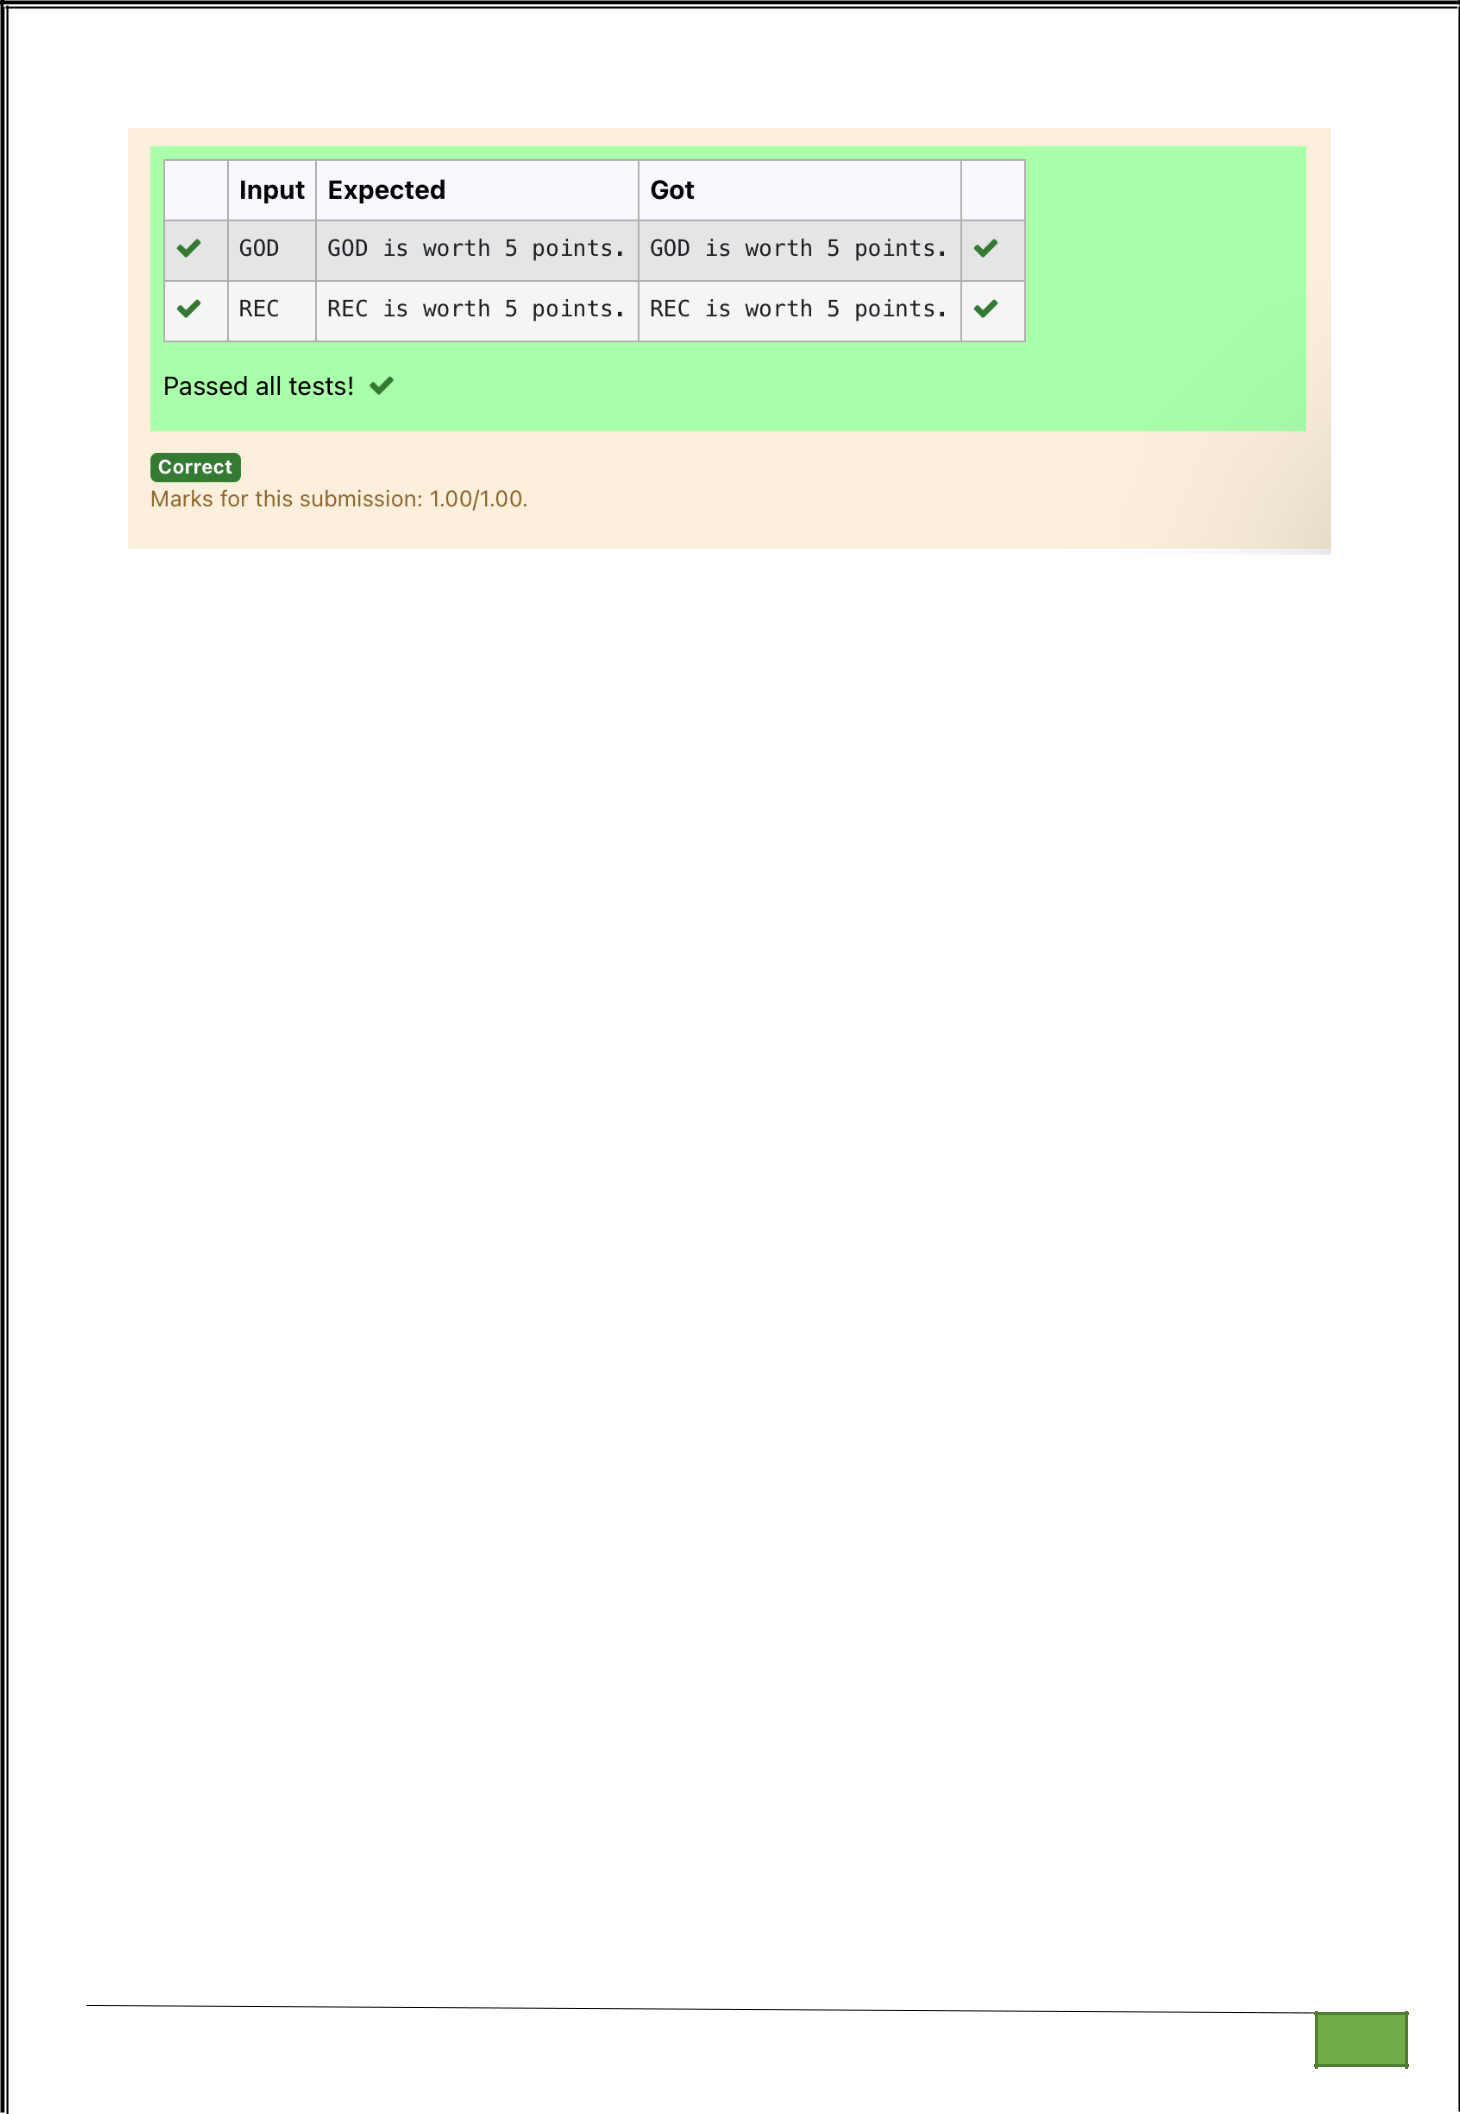 Input Expected Got
GOD GOD is worth 5 points. GOD is worth 5 points.
REC REC is worth 5 points. REC is worth 5 points.
Passed all tests!
Correct
Marks for this submission: 1.00/1.00.